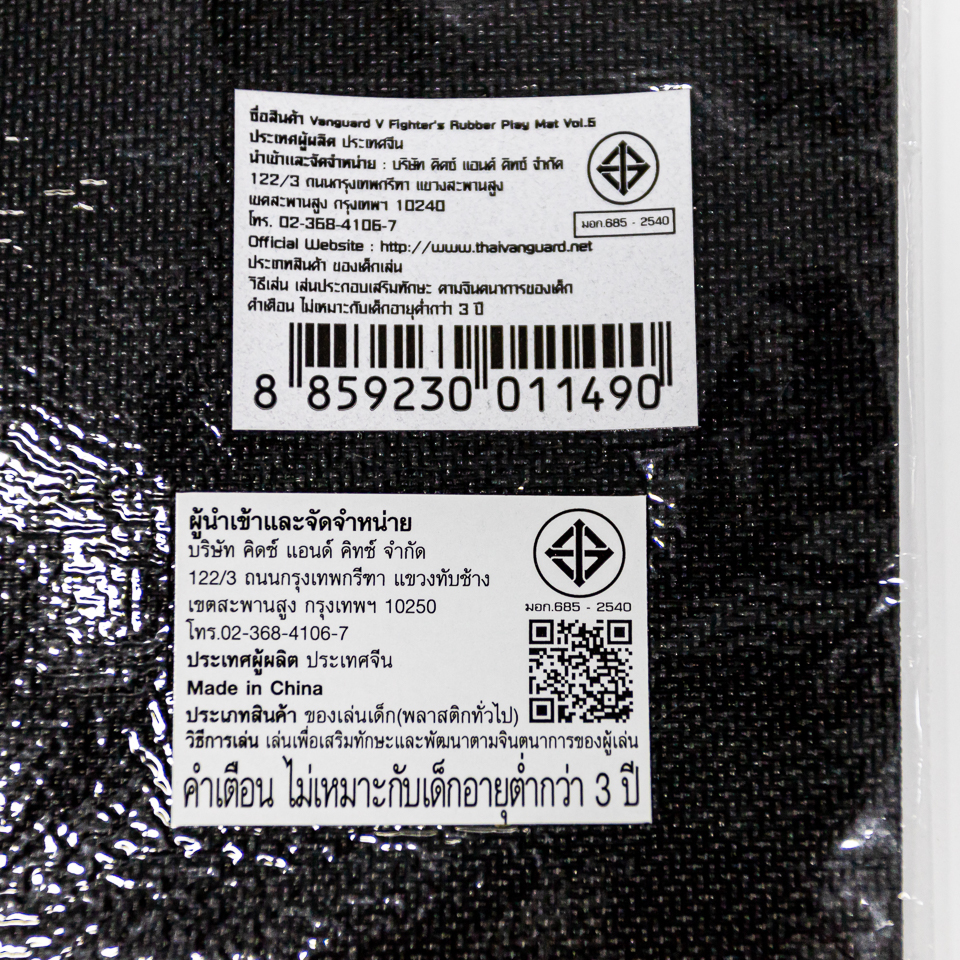 ชื่อสินค้า Vanguard V Fighter's Rubber Play Mat Vol.5
ประเทศผู้ผลิต ประเทศจีน
นำเข้าและจัดจำหน่าย : บริษัท คิดซ์ แอนด์ คิทซ์ จำกัด
122/3 ถนนกรุงเทพกรีฑา แขวงสะพานสูง
เขตสะพานสูง กรุงเทพฯ 10240
โทร. 02-368-4106-7
Official Website : http://www.thaivanguard.net
ประเภทสินค้า ของเด็กเล่น
วิธีเล่น เล่นประกอบเสริมทักษะ ตามจินตนาการของเด็ก
คำเตือน ไม่เหมาะกับเด็กอายุต่ำกว่า 3 ปี
มอก.685 - 2540
8 859230 011490
ผู้นำเข้าและจัดจำหน่าย
บริษัท คิดซ์ แอนด์ คิทซ์ จำกัด
122/3 ถนนกรุงเทพกรีฑา แขวงทับช้าง
เขตสะพานสูง กรุงเทพฯ 10250
โทร.02-368-4106-7
มอก.685 - 2540
ประเทศผู้ผลิต ประเทศจีน
Made in China
ประเภทสินค้า ของเล่นเด็ก(พลาสติกทั่วไป)
วิธีการเล่น เล่นเพื่อเสริมทักษะและพัฒนาตามจินตนาการของผู้เล่น
คำเตือน ไม่เหมาะกับเด็กอายุต่ำกว่า 3 ปี